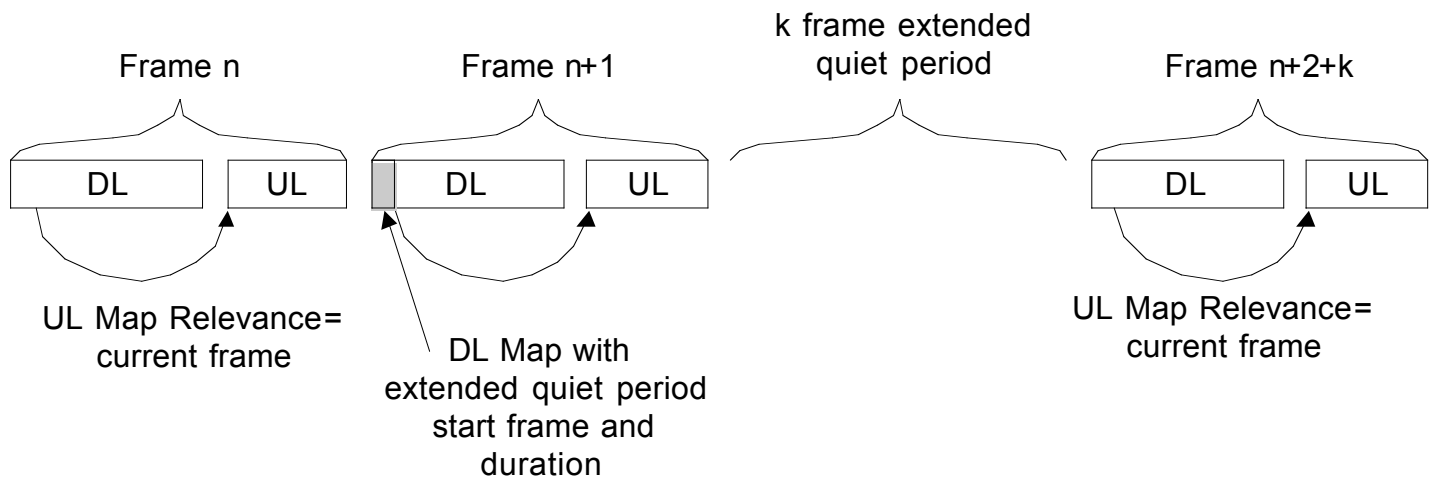 k frame extended
quiet period
Frame n
Frame n+1
Frame n+2+k
DL
UL
DL
UL
DL
UL
UL Map Relevance=
current frame
DL Map with
extended quiet period
start frame and
duration
UL Map Relevance=
current frame